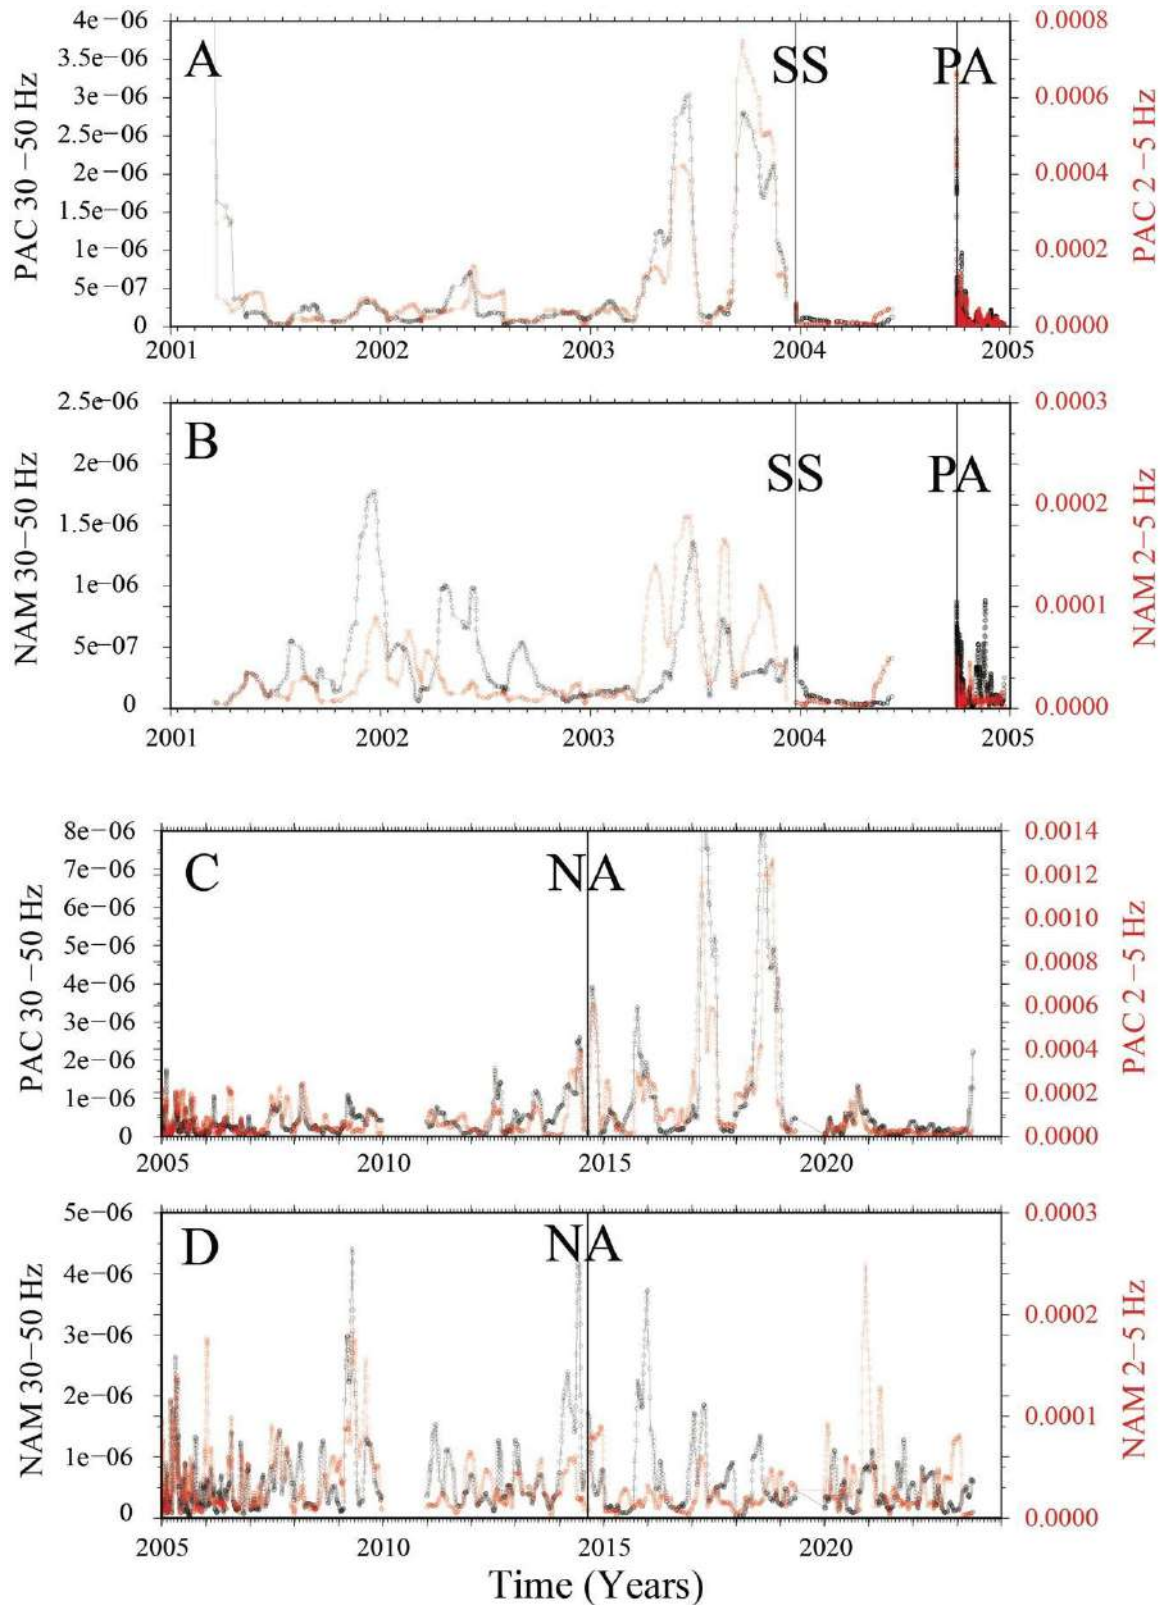 A
SS
PA
4e−06
3.5e−06
3e−06
2.5e−06
2e−06
1.5e−06
1e−06
5e−07
0
PAC 30−50 Hz
0.0008
0.0006
0.0004
0.0002
0.0000
PAC 2−5 Hz
2001
2002
2003
2004
2005
B
SS
PA
2.5e−06
2e−06
1.5e−06
1e−06
5e−07
0
NAM 30−50 Hz
0.0003
0.0002
0.0001
0.0000
NAM 2−5 Hz
2001
2002
2003
2004
2005
C
NA
8e−06
7e−06
6e−06
5e−06
4e−06
3e−06
2e−06
1e−06
0
PAC 30−50 Hz
0.0014
0.0012
0.0010
0.0008
0.0006
0.0004
0.0002
0.0000
PAC 2−5 Hz
2005
2010
2015
2020
D
NA
5e−06
4e−06
3e−06
2e−06
1e−06
0
NAM 30−50 Hz
0.0003
0.0002
0.0001
0.0000
NAM 2−5 Hz
2005
2010
2015
2020
Time (Years)